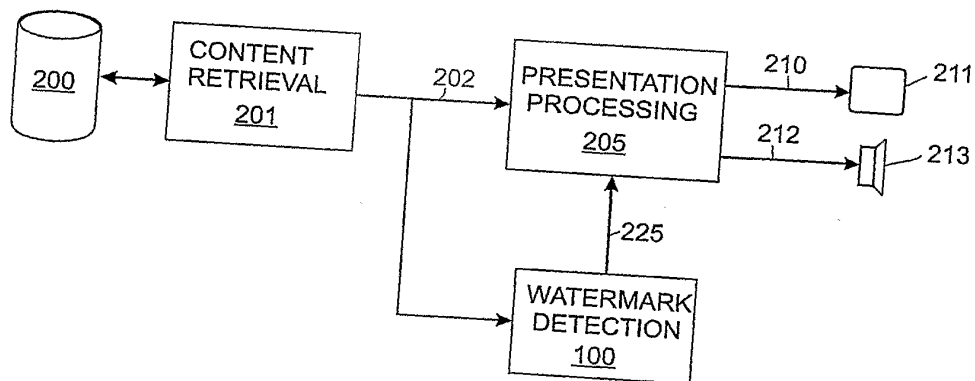 200
CONTENT
RETRIEVAL
201
202
PRESENTATION
PROCESSING
205
210
211
212
213
225
WATERMARK
DETECTION
100